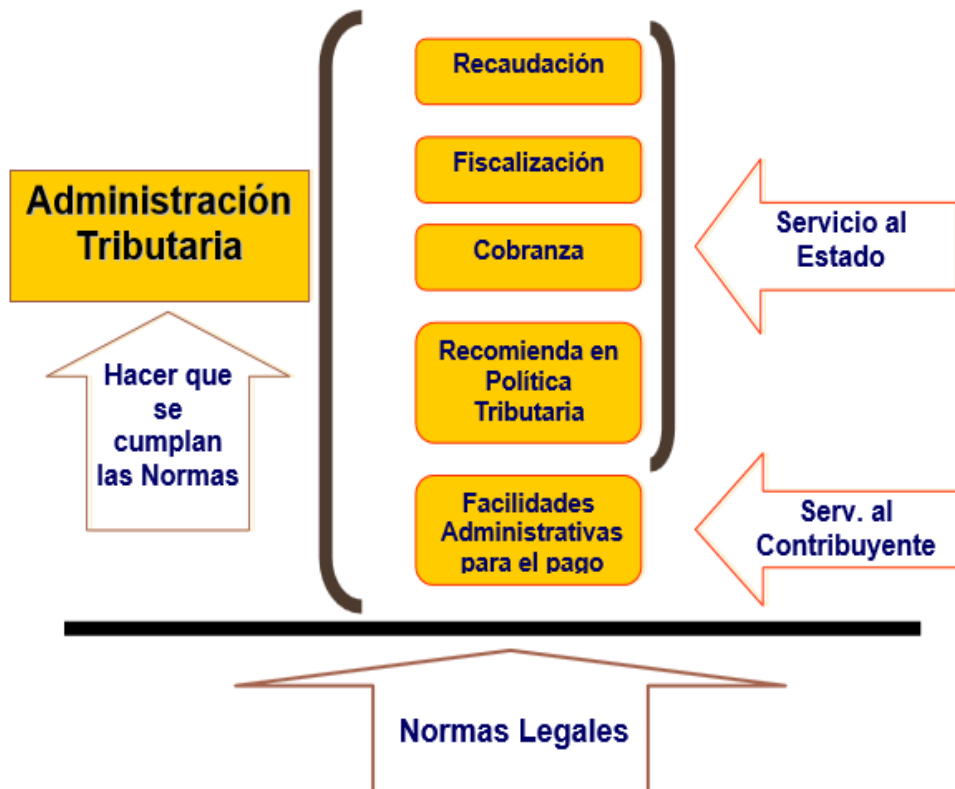 Recaudación
Fiscalización
Administración
Tributaria
Cobranza
Servicio al
Estado
Recomienda en
Política
Tributaria
Hacer que
se
cumplan
las Normas
Facilidades
Administrativas
para el pago
Serv. al
Contribuyente
Normas Legales